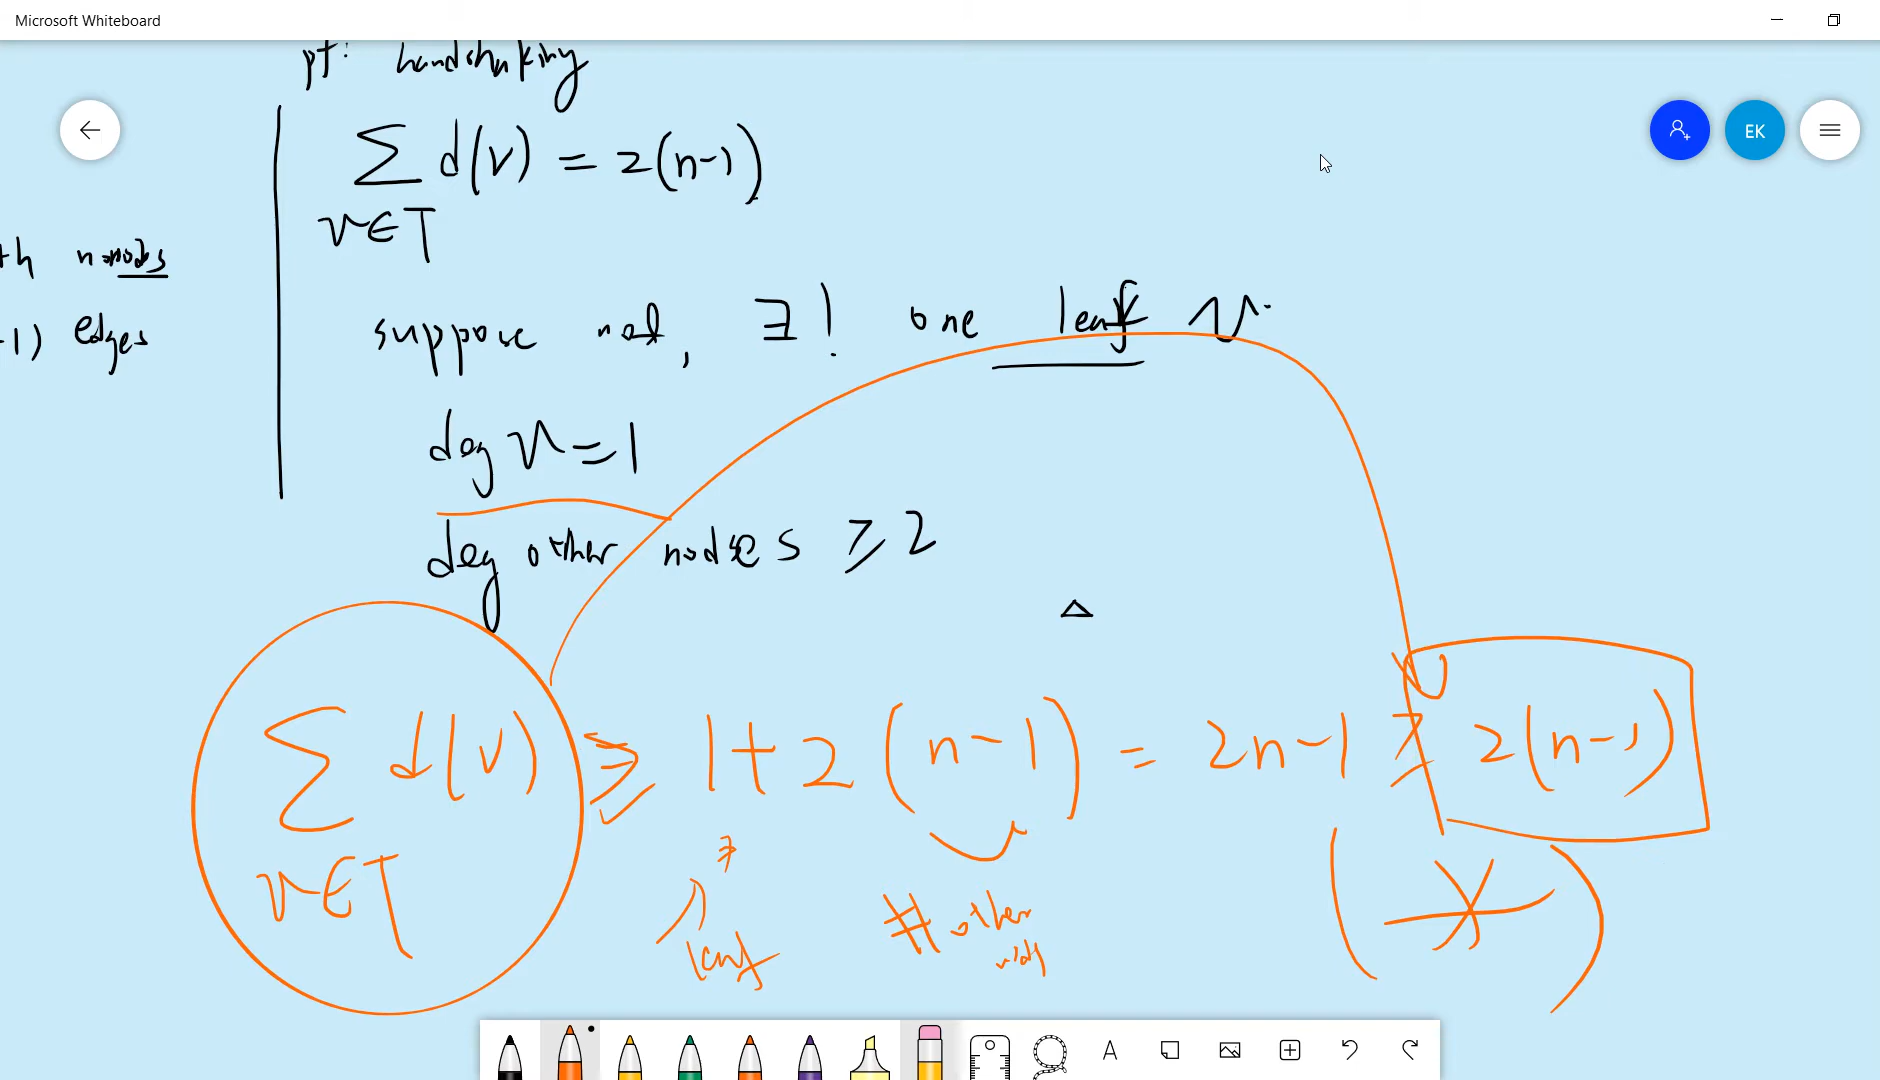 Microsoft Whiteboard
pf: handshaking
∑ d(v) = 2(n-1)
v∈T
th n nodes
-1) edges
suppose not, ∃! one leaf v.
deg v = 1
deg other nodes ≥ 2
∑ d(v) ≥ 1+2(n-1) = 2n-1 ≥ 2(n-1)
v∈T
leaf
# other
(*)
EK
A